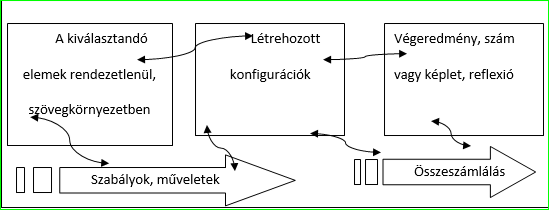 A kiválasztandó
elemek rendezetlenül,
szövegkörnyezetben
Létrehozott
konfigurációk
Végeredmény, szám
vagy képlet, reflexió
Szabályok, műveletek
Összeszámlálás